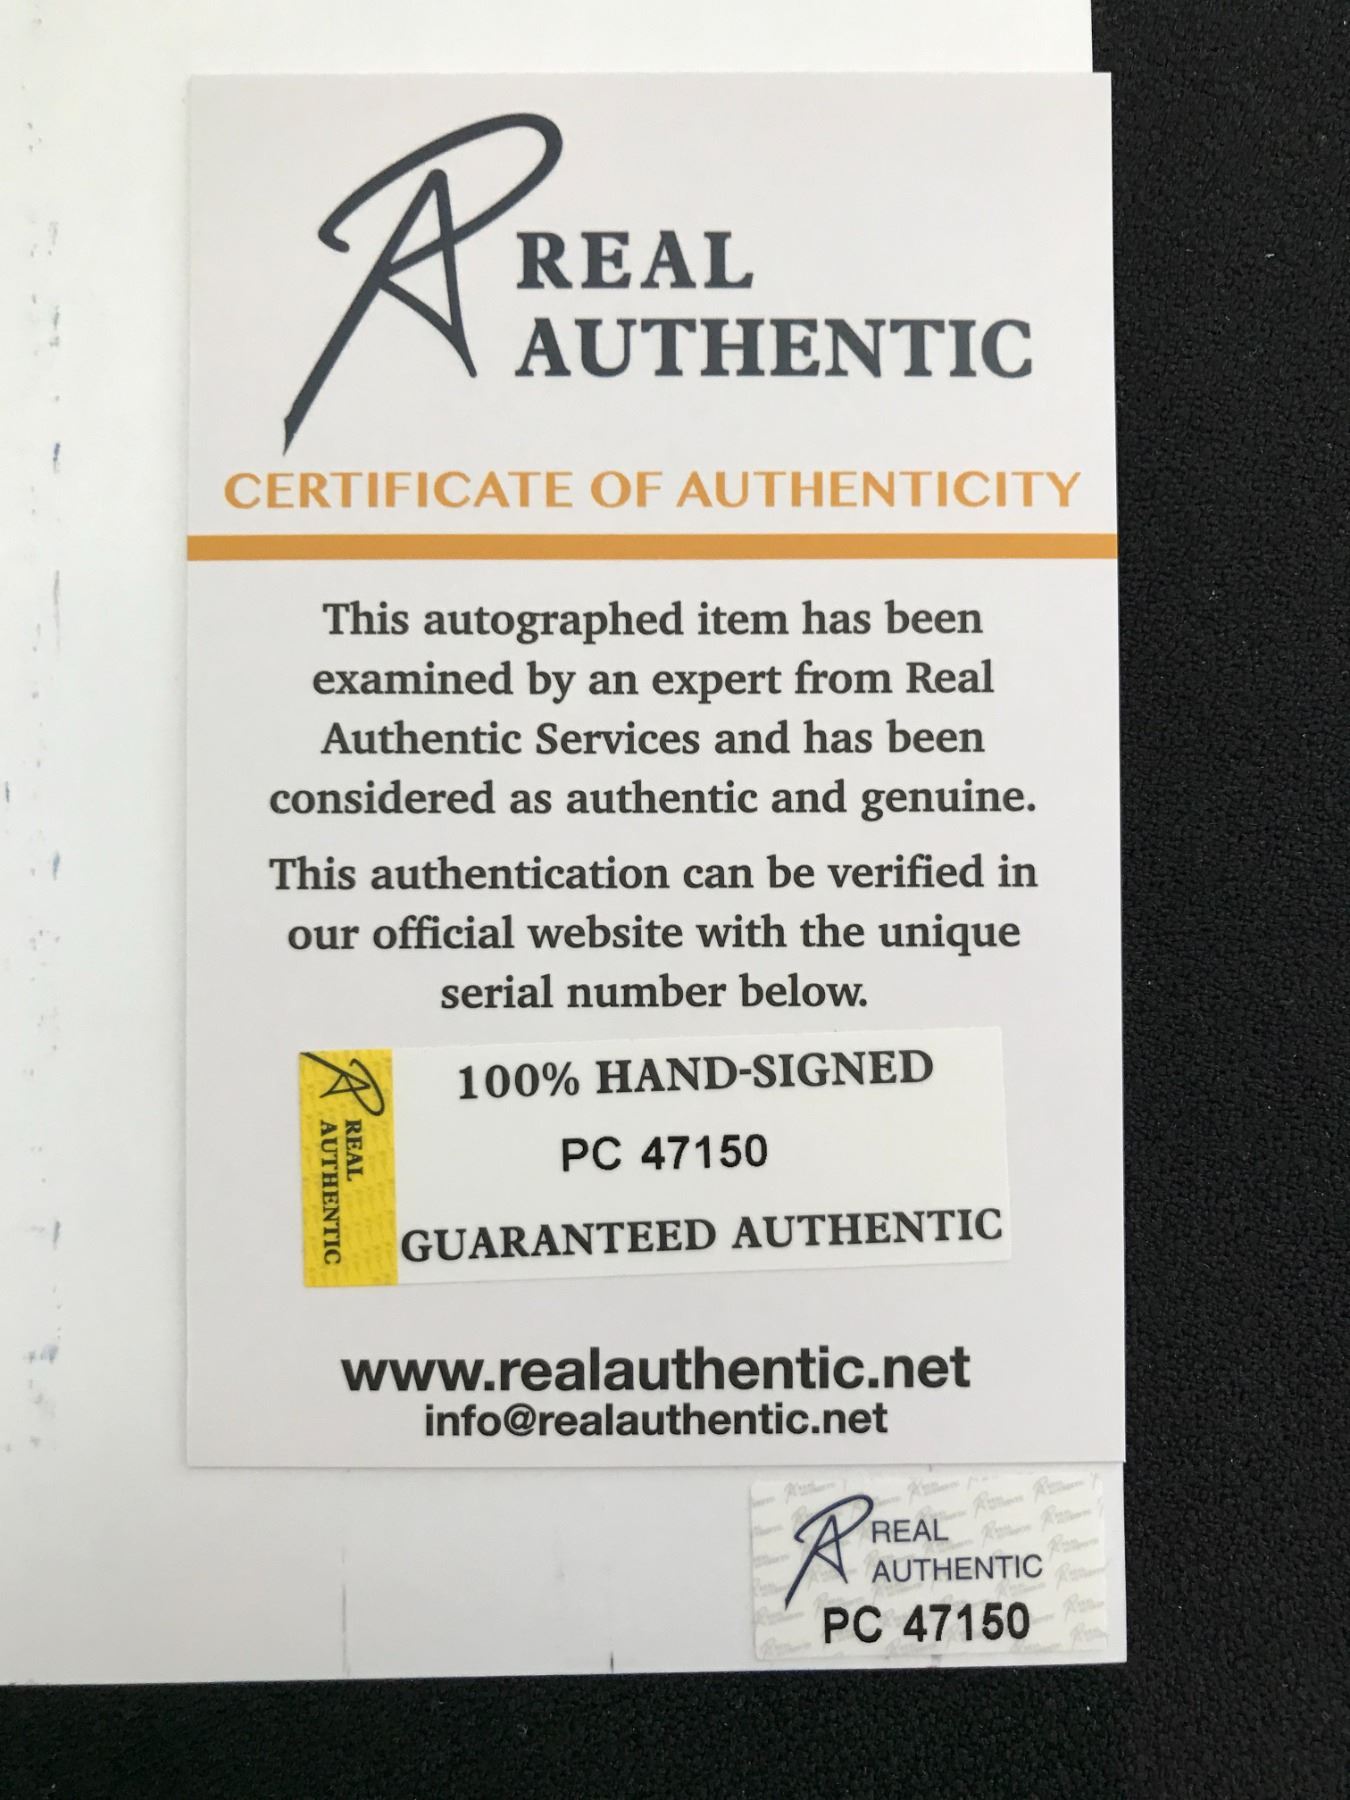 REAL
AUTHENTIC
CERTIFICATE OF AUTHENTICITY
This autographed item has been
examined by an expert from Real
Authentic Services and has been
considered as authentic and genuine.
This authentication can be verified in
our official website with the unique
serial number below.
REAL
AUTHENTIC
100% HAND-SIGNED
PC 47150
GUARANTEED AUTHENTIC
www.realauthentic.net
info@realauthentic.net
REAL
AUTHENTIC
PC 47150